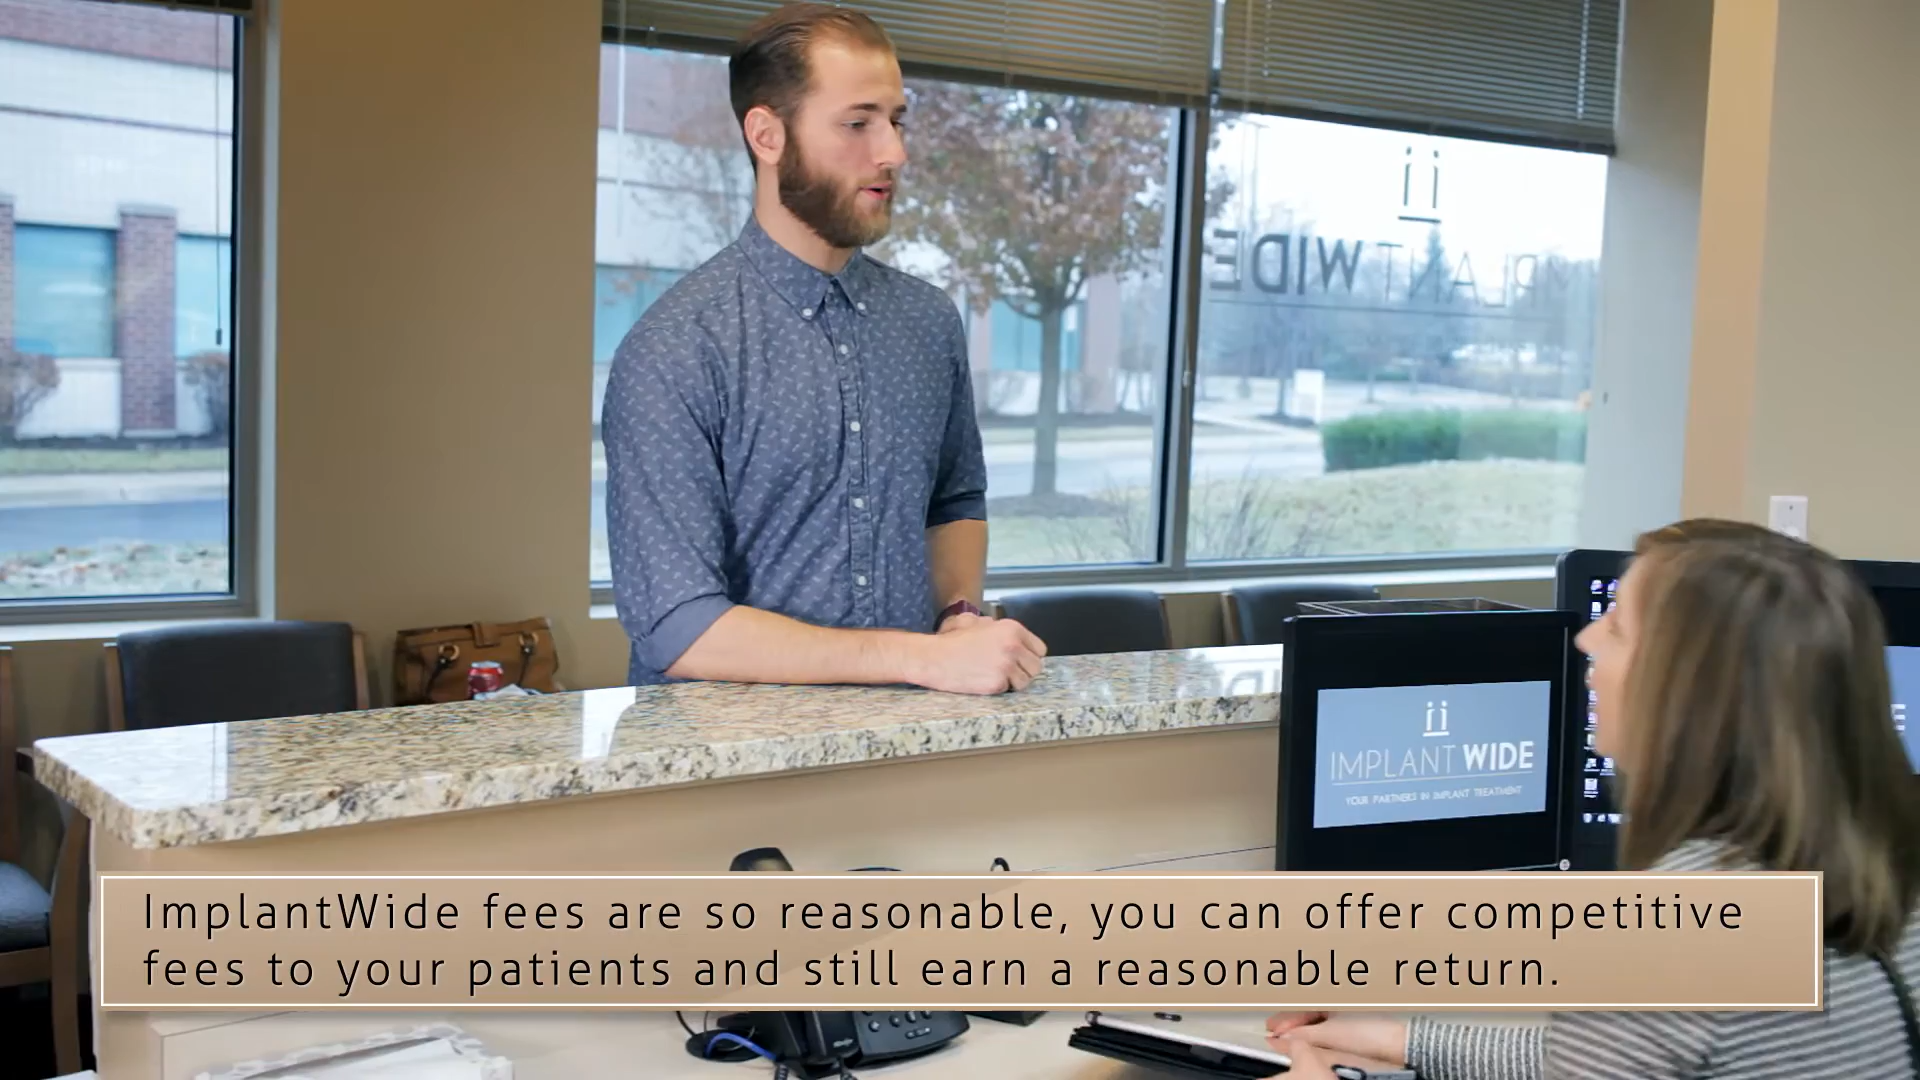 IMPLANTWIDE
IMPLANT WIDE
YOUR PARTNERS IN IMPLANT TREATMENT
ImplantWide fees are so reasonable, you can offer competitive
fees to your patients and still earn a reasonable return.